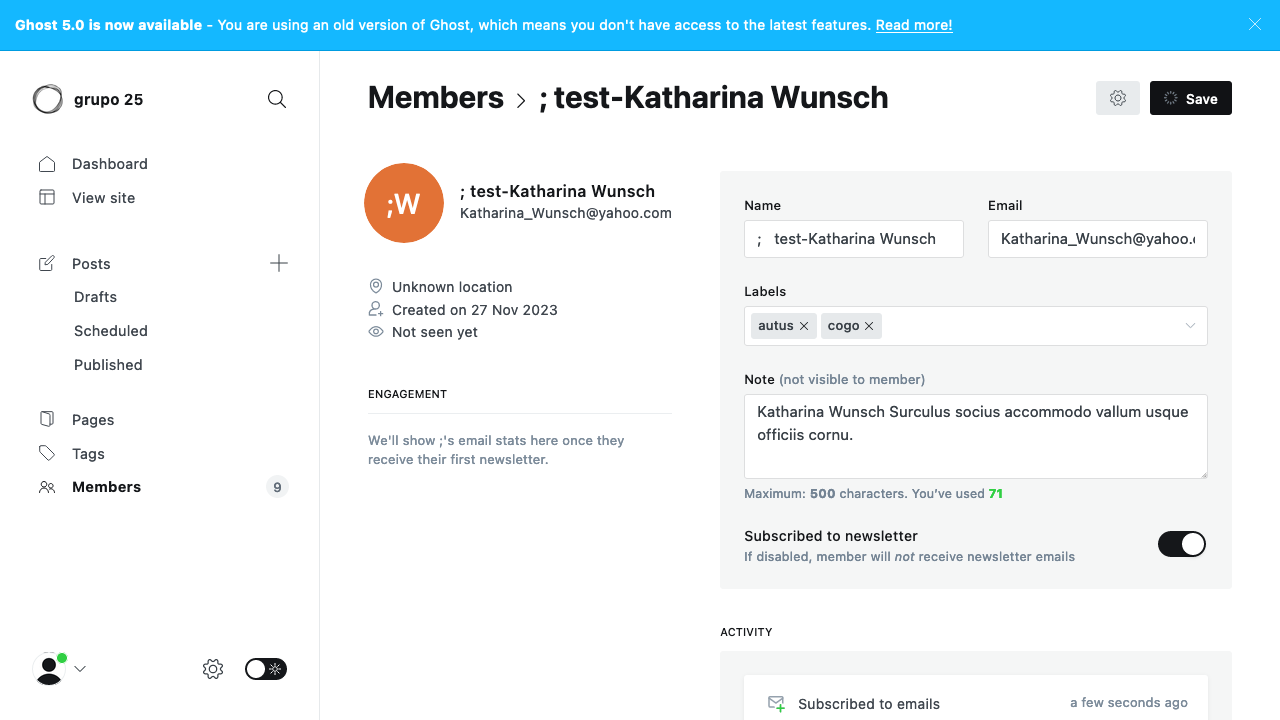 Ghost 5.0 is now available - You are using an old version of Ghost, which means you don't have access to the latest features. Read more!
grupo 25
Dashboard
View site
Posts
Drafts
Scheduled
Published
Pages
Tags
Members 9
Members > ; test-Katharina Wunsch
Save
;W
; test-Katharina Wunsch
Katharina_Wunsch@yahoo.com
Unknown location
Created on 27 Nov 2023
Not seen yet
ENGAGEMENT
We'll show ;'s email stats here once they
receive their first newsletter.
Name Email
; test-Katharina Wunsch Katharina_Wunsch@yahoo.
Labels
autus cogo
Note (not visible to member)
Katharina Wunsch Surculus socius accommodo vallum usque
officiis cornu.
Maximum: 500 characters. You've used 71
Subscribed to newsletter
If disabled, member will not receive newsletter emails
ACTIVITY
Subscribed to emails a few seconds ago